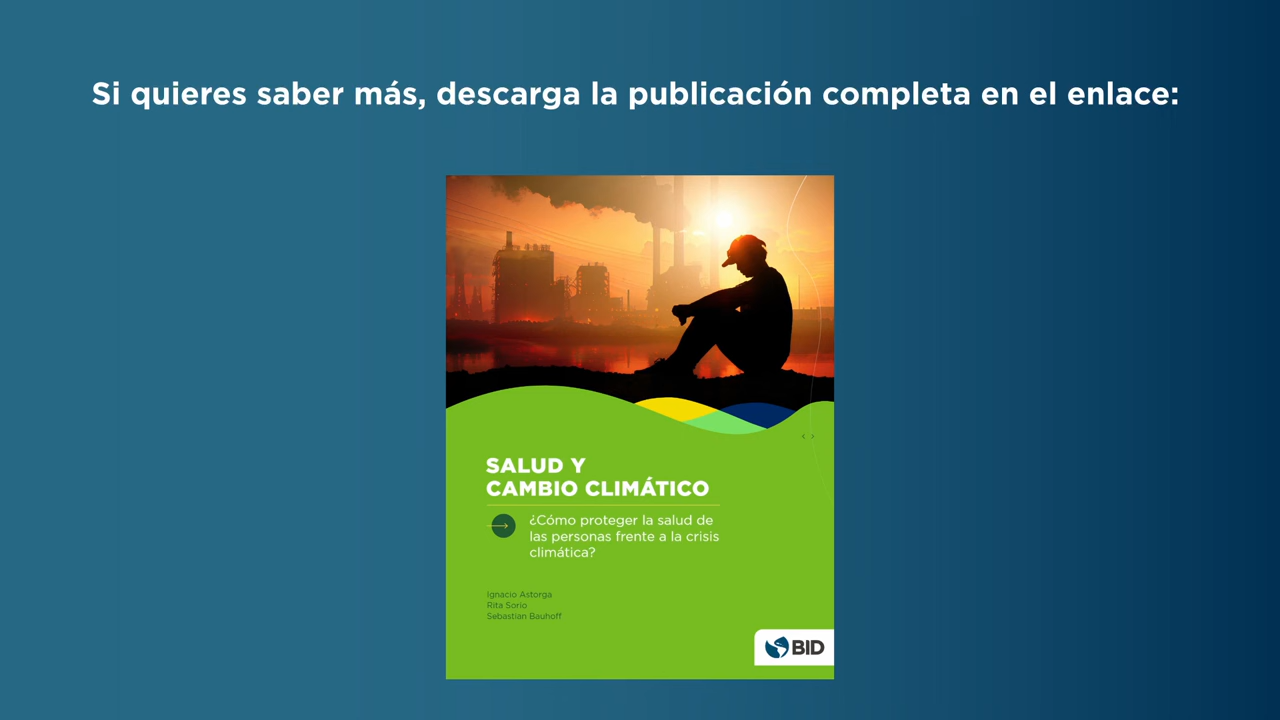 Si quieres saber más, descarga la publicación completa en el enlace:
SALUD Y
CAMBIO CLIMÁTICO
¿Cómo proteger la salud de
las personas frente a la crisis
climática?
Ignacio Astorga
Rita Sorio
Sebastian Bauhoff
BID